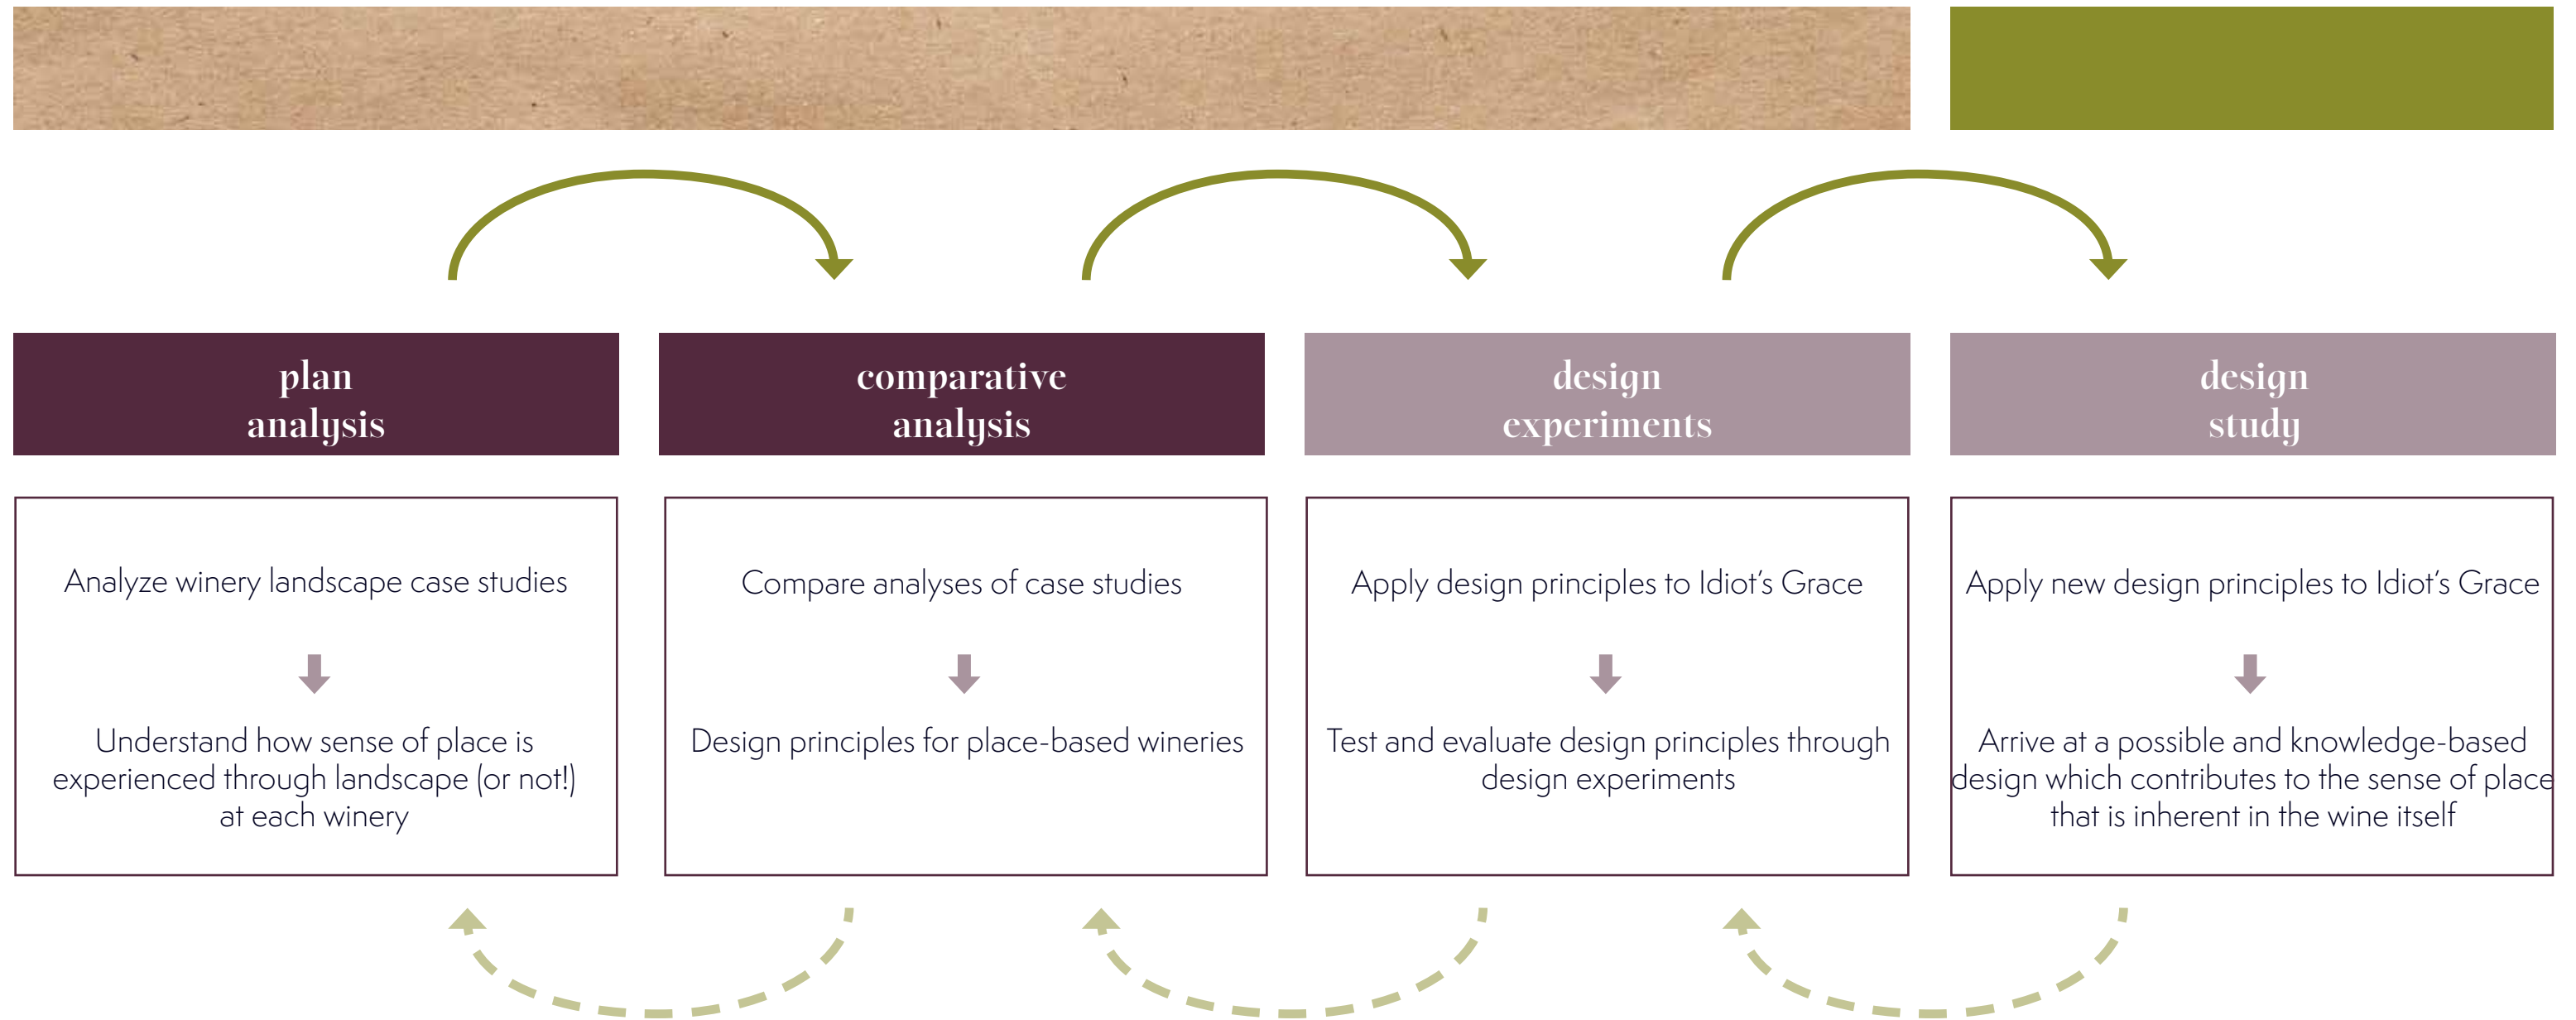 plan
analysis
comparative
analysis
design
experiments
design
study
Analyze winery landscape case studies
Understand how sense of place is
experienced through landscape (or not!)
at each winery
Compare analyses of case studies
Design principles for place-based wineries
Apply design principles to Idiot's Grace
Test and evaluate design principles through
design experiments
Apply new design principles to Idiot's Grace
Arrive at a possible and knowledge-based
design which contributes to the sense of place
that is inherent in the wine itself